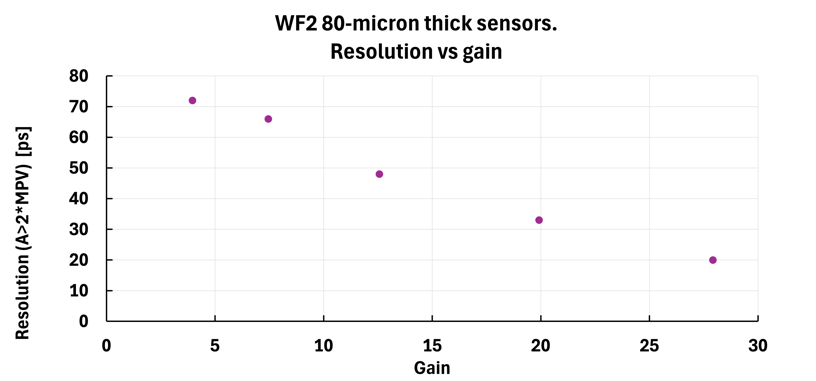 WF2 80-micron thick sensors.
Resolution vs gain
Resolution (A>2*MPV) [ps]
80
70
60
50
40
30
20
10
0
0 5 10 15 20 25 30
Gain